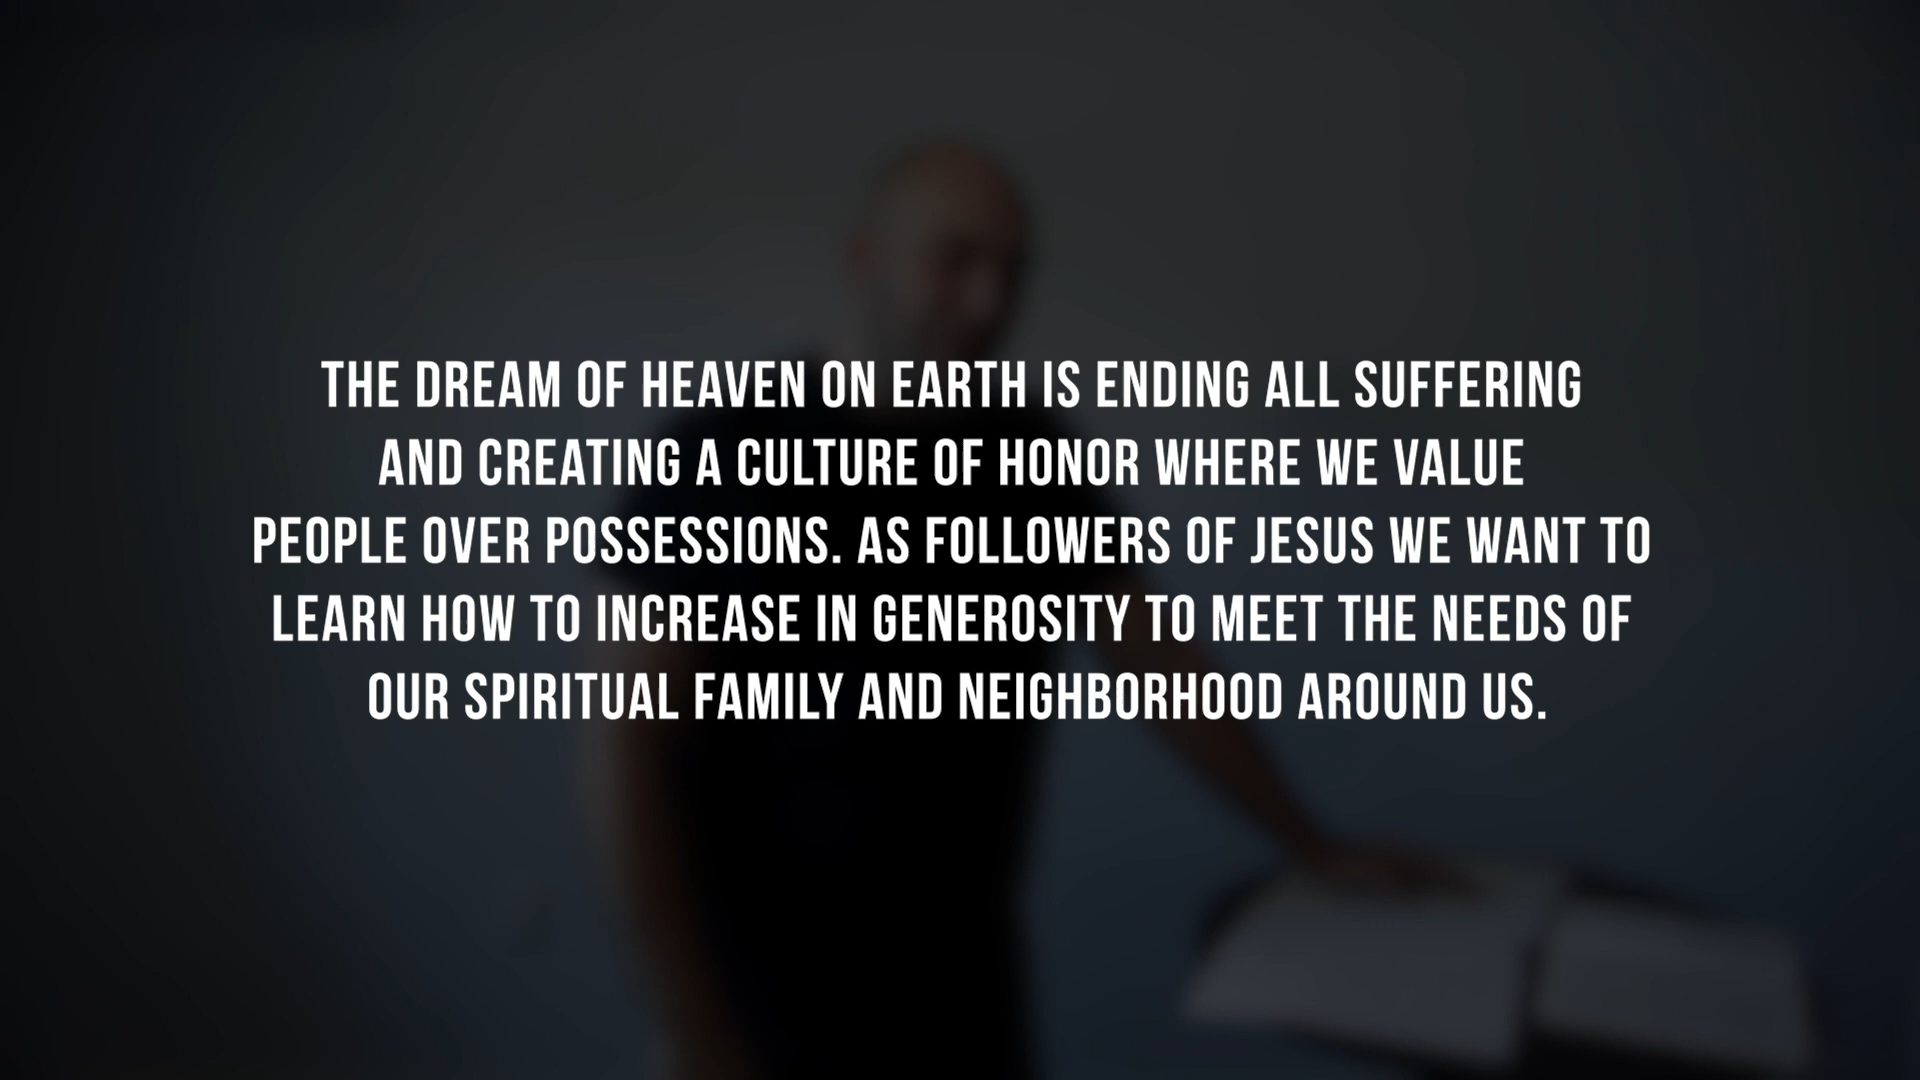 THE DREAM OF HEAVEN ON EARTH IS ENDING ALL SUFFERING
AND CREATING A CULTURE OF HONOR WHERE WE VALUE
PEOPLE OVER POSSESSIONS. AS FOLLOWERS OF JESUS WE WANT TO
LEARN HOW TO INCREASE IN GENEROSITY TO MEET THE NEEDS OF
OUR SPIRITUAL FAMILY AND NEIGHBORHOOD AROUND US.